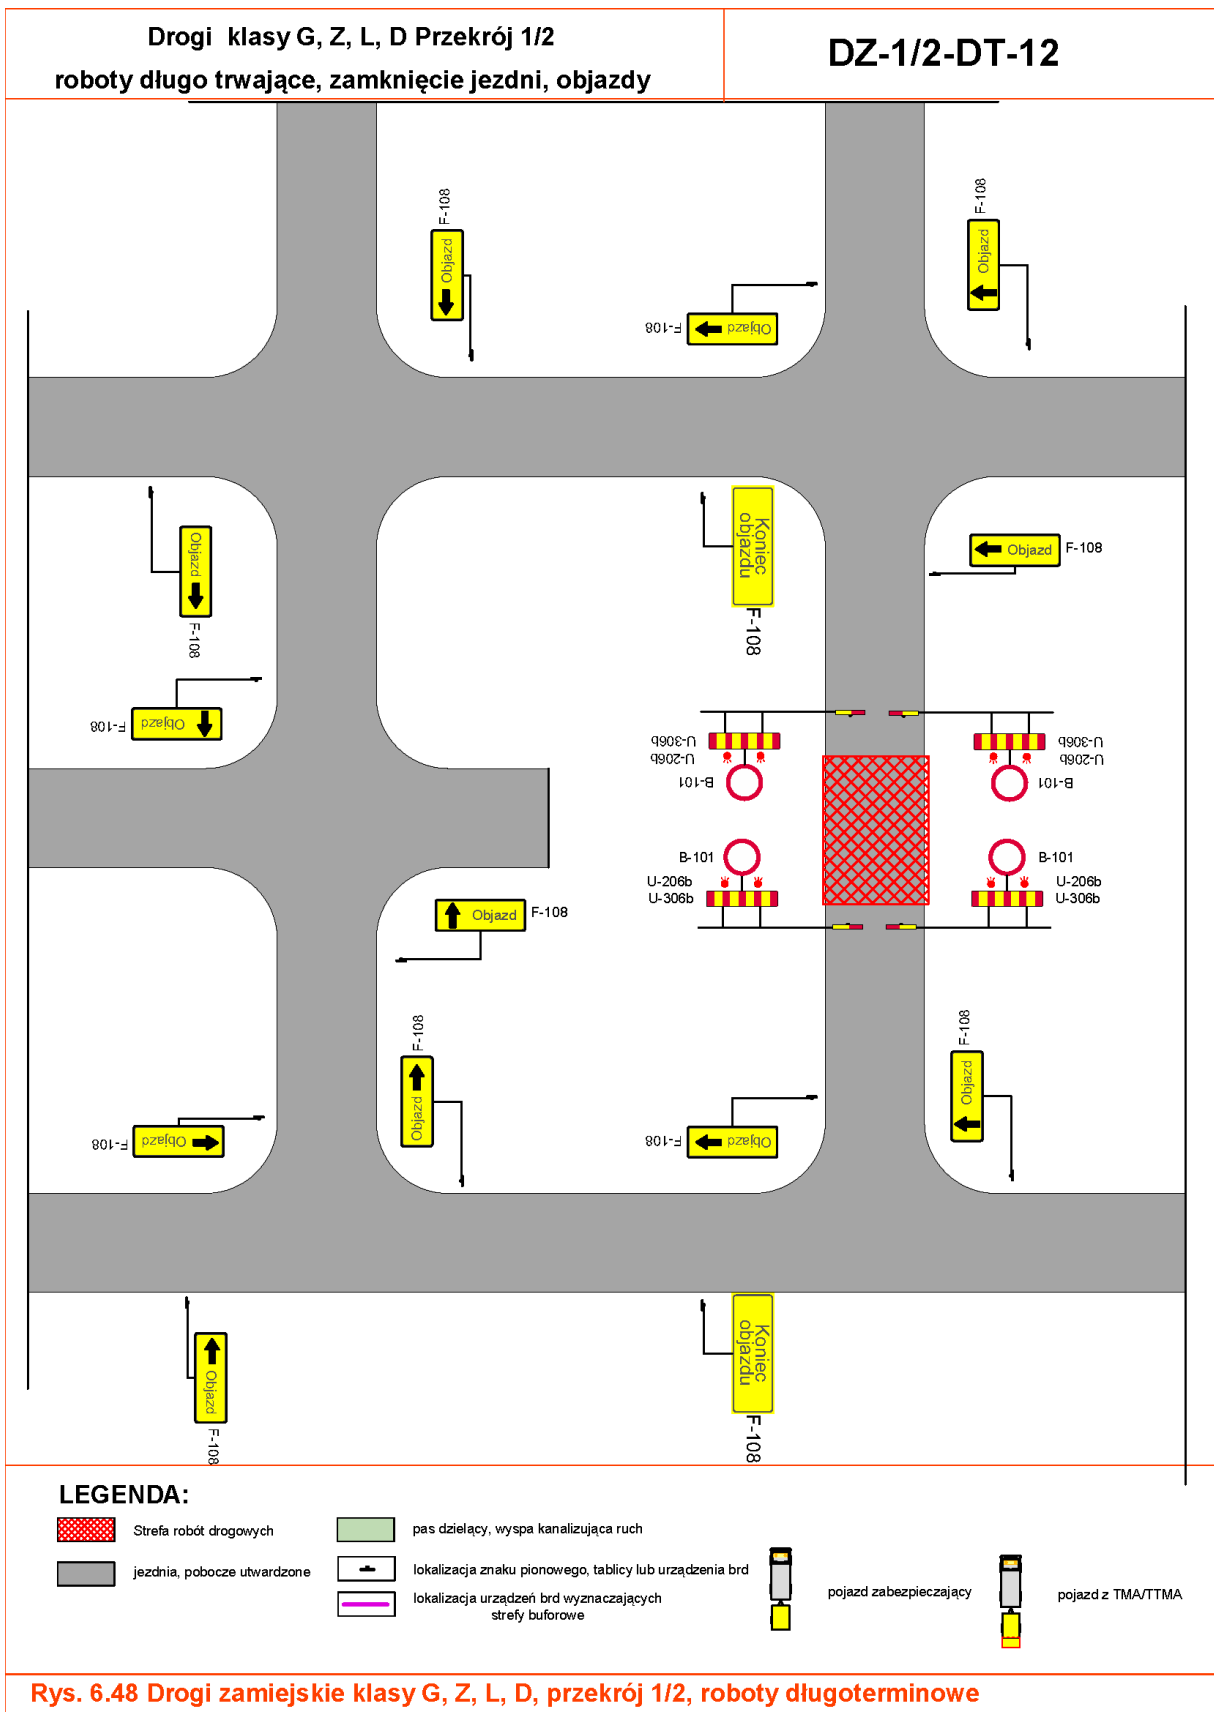 Drogi klasy G, Z, L, D Przekrój 1/2
roboty długo trwające, zamknięcie jezdni, objazdy
DZ-1/2-DT-12
F-108
Objazd
F-108
Objazd
Objazd
F-108
Objazd
F-108
Koniec
objazdu
F-108
Objazd
F-108
Objazd
F-108
U-306b
U-206b
B-101
U-306b
U-206b
B-101
B-101
U-206b
U-306b
B-101
U-206b
U-306b
Objazd
F-108
F-108
Objazd
F-108
Objazd
Objazd
F-108
Objazd
F-108
Objazd
F-108
Koniec
objazdu
F-108
LEGENDA:
Strefa robót drogowych
jezdnia, pobocze utwardzone
pas dzielący, wyspa kanalizująca ruch
lokalizacja znaku pionowego, tablicy lub urządzenia brd
lokalizacja urządzeń brd wyznaczających
strefy buforowe
pojazd zabezpieczający
pojazd z TMA/TTMA
Rys. 6.48 Drogi zamiejskie klasy G, Z, L, D, przekrój 1/2, roboty długoterminowe